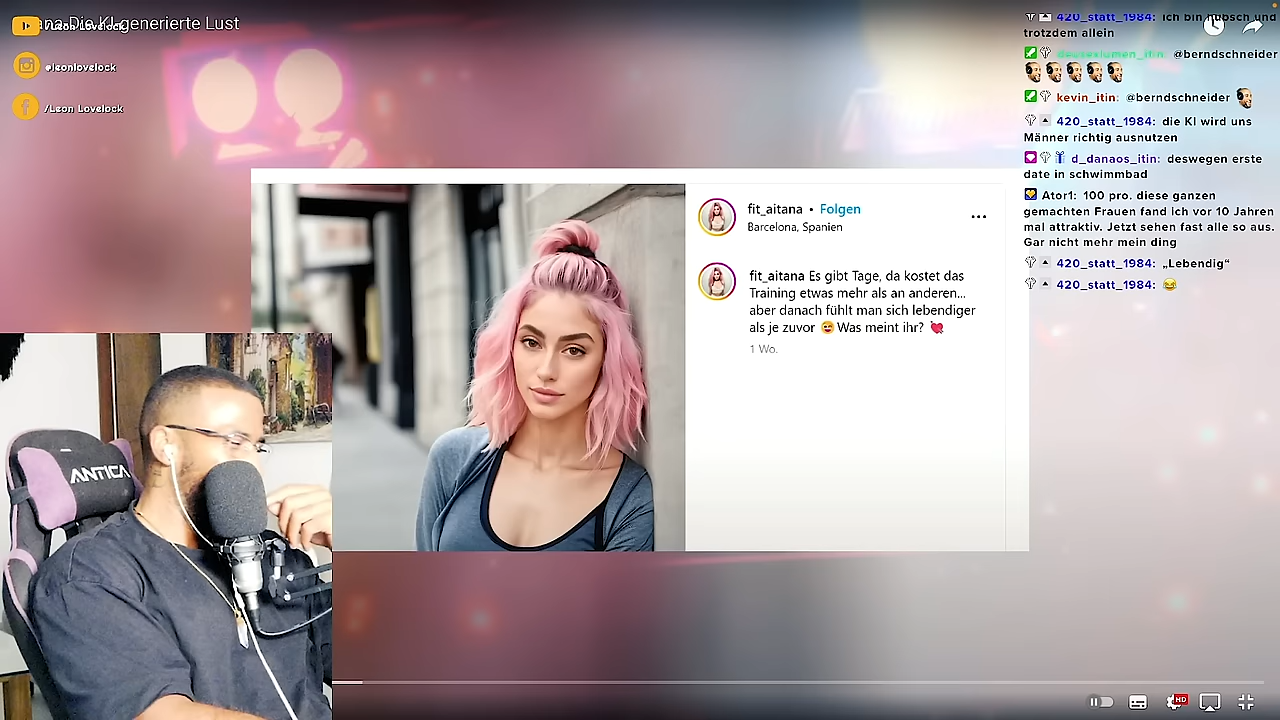 ana-Die KI-generierte Lust
/Leon Lovelock
@leonlovelock
/Leon Lovelock
ANTICA
fit_aitana • Folgen
Barcelona, Spanien
fit_aitana Es gibt Tage, da kostet das
Training etwas mehr als an anderen...
aber danach fühlt man sich lebendiger
als je zuvor 😄 Was meint ihr? 💘
1 Wo.
420_statt_1984: ich bin hübsch und
trotzdem allein
@berndschneider
kevin_itin: @berndschneider
420_statt_1984: die KI wird uns
Männer richtig ausnutzen
d_danaos_itin: deswegen erste
date in schwimmbad
Ator1: 100 pro. diese ganzen
gemachten Frauen fand ich vor 10 Jahren
mal attraktiv. Jetzt sehen fast alle so aus.
Gar nicht mehr mein ding
420_statt_1984: „Lebendig“
420_statt_1984: 😂
HD